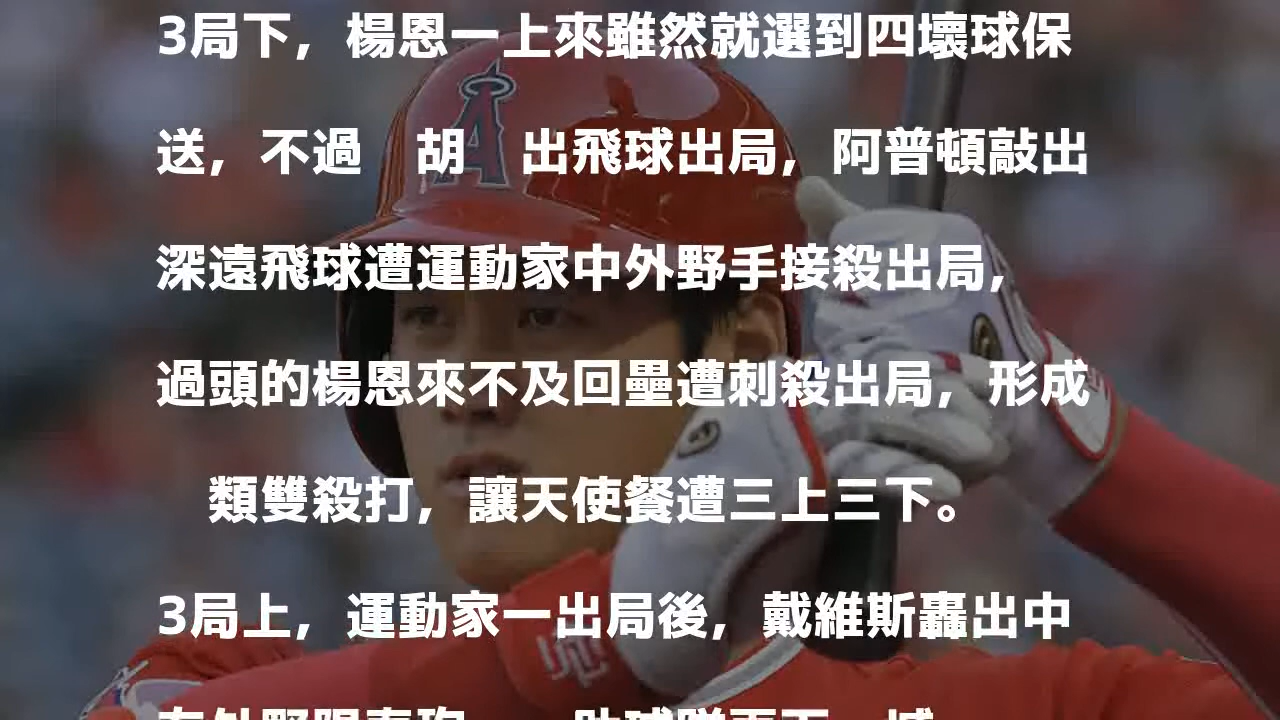 3局下，楊恩一上來雖然就選到四壞球保
送，不過　胡　出飛球出局，阿普頓敲出
深遠飛球遭運動家中外野手接殺出局，
過頭的楊恩來不及回壘遭刺殺出局，形成
　類雙殺打，讓天使餐遭三上三下。
3局上，運動家一出局後，戴維斯轟出中